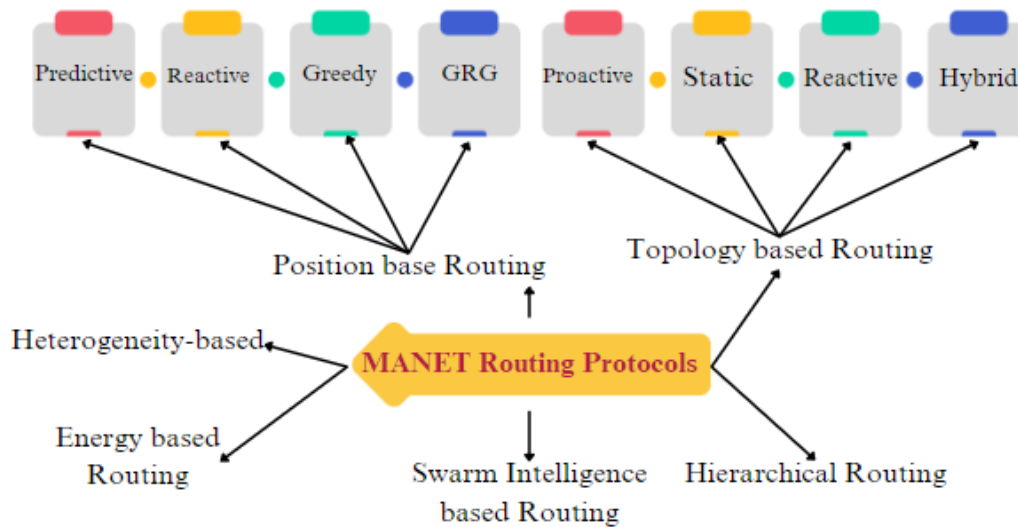 Predictive
Reactive
Greedy
GRG
Proactive
Static
Reactive
Hybrid
Position base Routing
Topology based Routing
Heterogeneity-based
MANET Routing Protocols
Energy based
Routing
Swarm Intelligence
based Routing
Hierarchical Routing